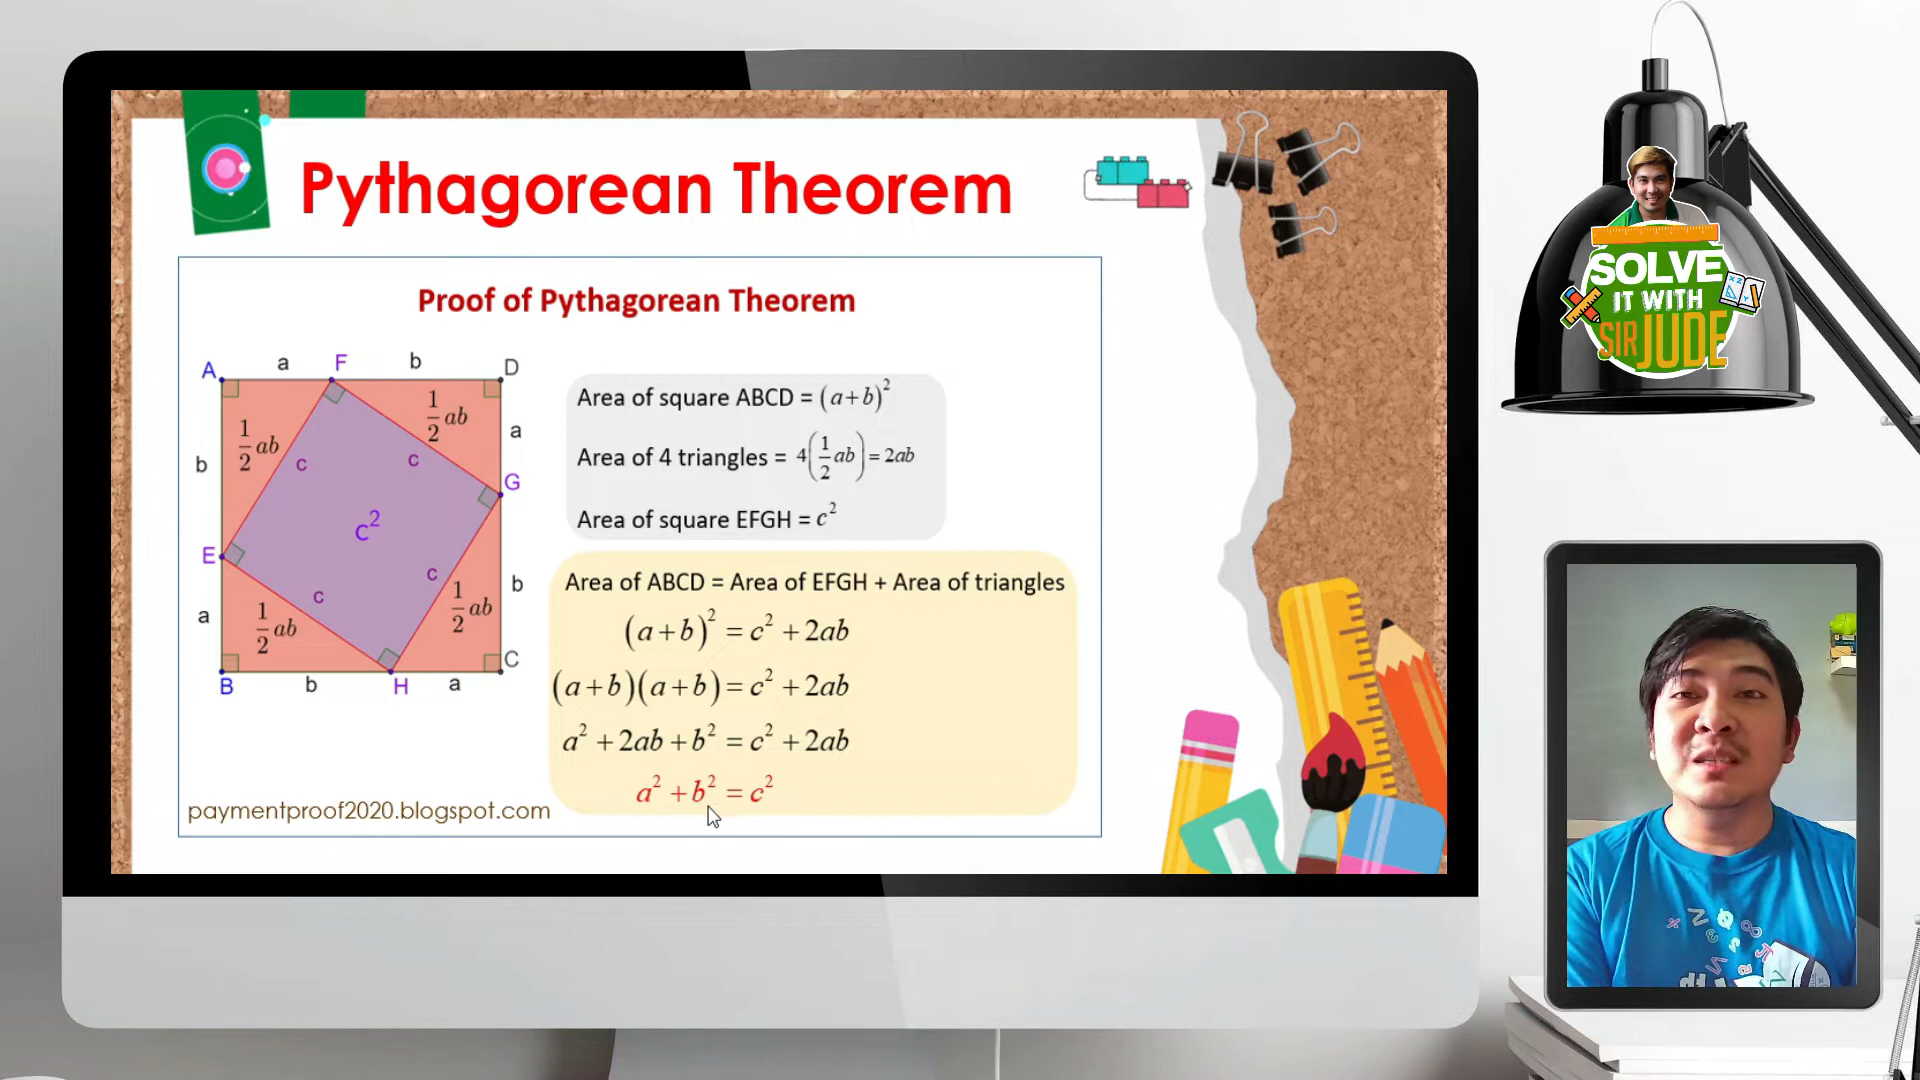 Pythagorean Theorem
Proof of Pythagorean Theorem
A a F b D
1/2 ab
1/2 ab
b c c a
G
c²
E
c b
a c 1/2 ab
1/2 ab
C
B b H a
Area of square ABCD = (a+b)²
Area of 4 triangles = 4(1/2 ab) = 2ab
Area of square EFGH = c²
Area of ABCD = Area of EFGH + Area of triangles
(a+b)² = c² + 2ab
(a+b)(a+b) = c² + 2ab
a² + 2ab + b² = c² + 2ab
a² + b² = c²
paymentproof2020.blogspot.com
SOLVE
IT WITH
SIR JUDE